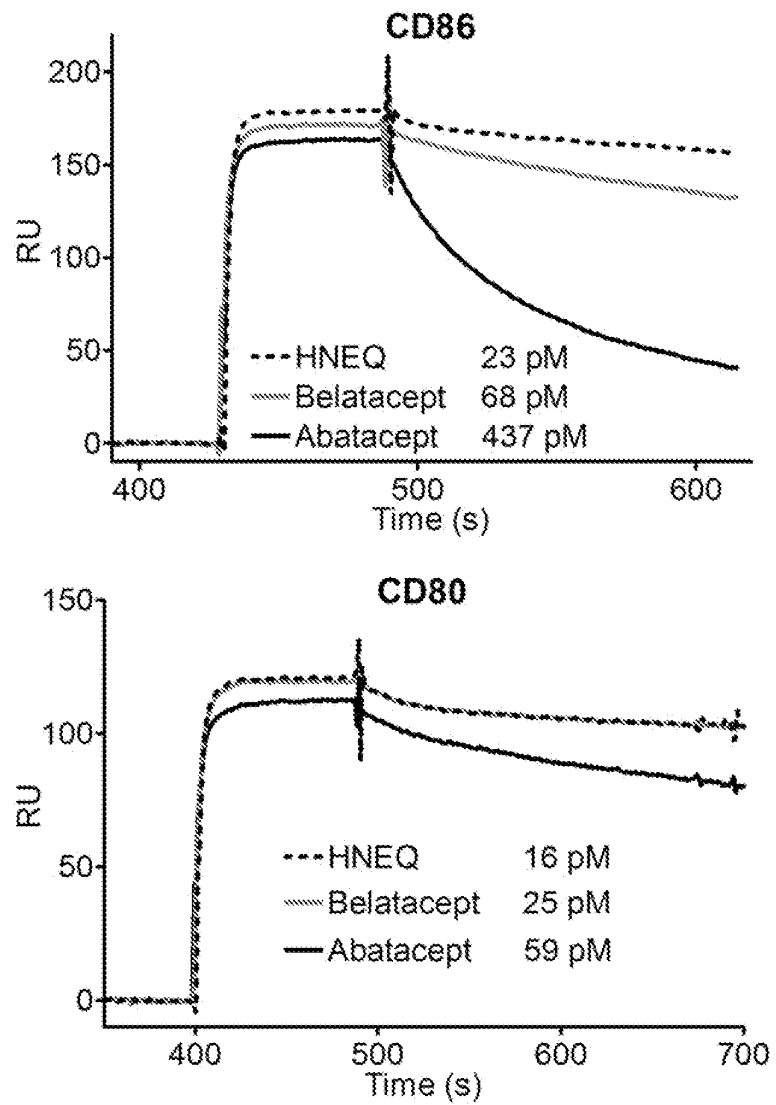 CD86
200
150
100
50
0
RU
HNEQ 23 pM
Belatacept 68 pM
Abatacept 437 pM
400 500 600
Time (s)
CD80
150
100
50
0
RU
HNEQ 16 pM
Belatacept 25 pM
Abatacept 59 pM
400 500 600 700
Time (s)